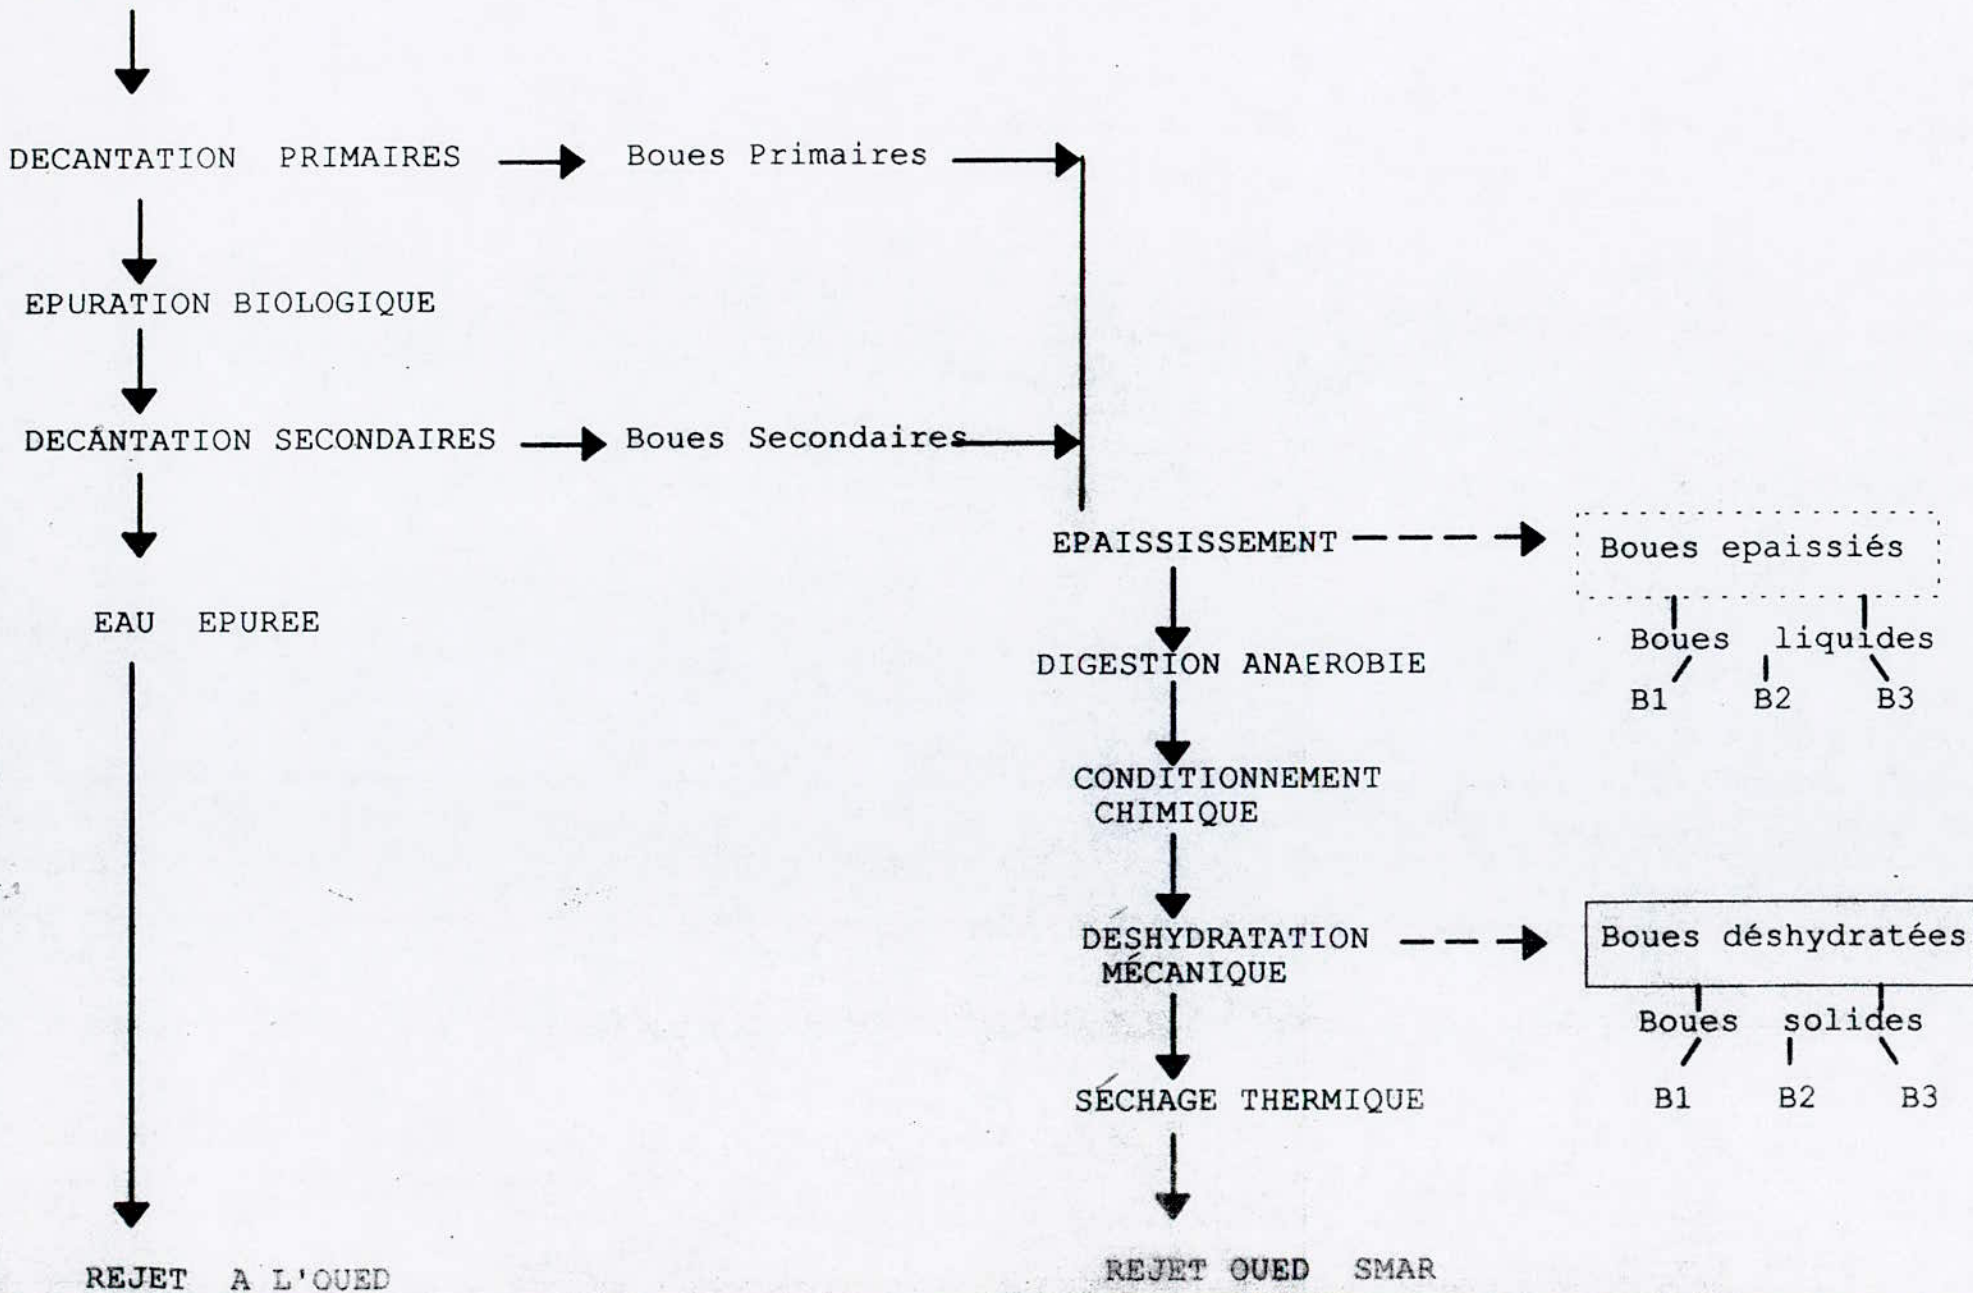 DECANTATION PRIMAIRES
Boues Primaires
EPURATION BIOLOGIQUE
DECANTATION SECONDAIRES
Boues Secondaires
EPAISSISSEMENT
Boues epaissiés
EAU EPUREE
Boues liquides
DIGESTION ANAEROBIE
B1 B2 B3
CONDITIONNEMENT
CHIMIQUE
DESHYDRATATION
MÉCANIQUE
Boues déshydratées
Boues solides
SÉCHAGE THERMIQUE
B1 B2 B3
REJET A L'OUED
REJET OUED SMAR